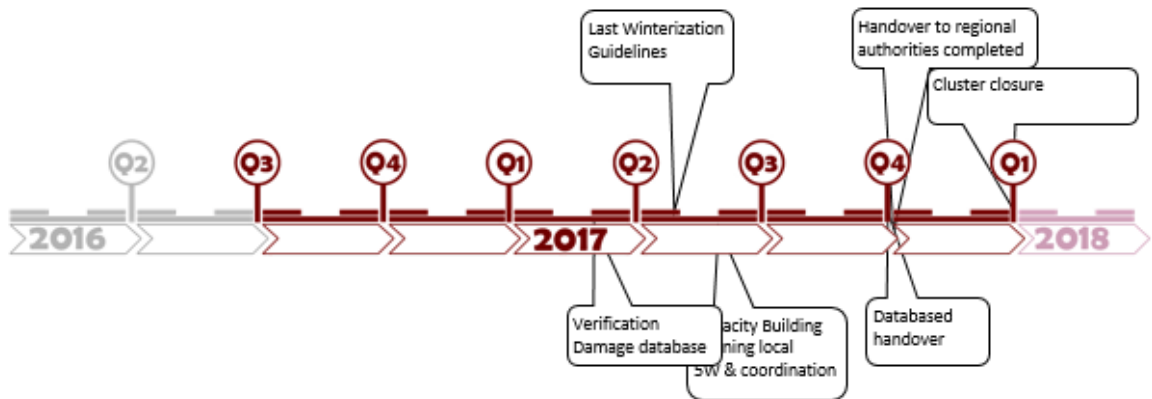 Last Winterization
Guidelines
Handover to regional
authorities completed
Cluster closure
Q2
Q3
Q4
Q1
Q2
Q3
Q4
Q1
2016
2017
2018
Verification
Damage database
acity Building
ning local
5W & coordination
Databased
handover